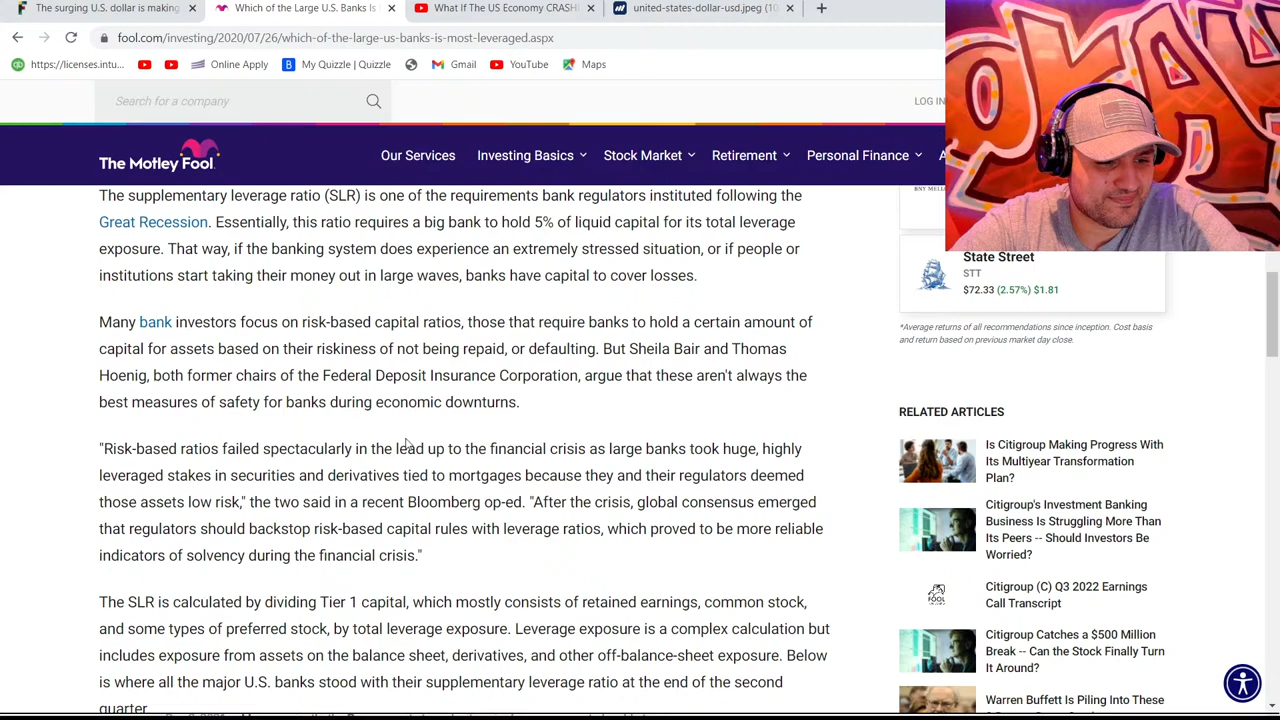 The surging U.S. dollar is making
Which of the Large U.S. Banks Is
What If The US Economy CRASH
united-states-dollar-usd.jpeg (10
fool.com/investing/2020/07/26/which-of-the-large-us-banks-is-most-leveraged.aspx
https://licenses.intu...
Online Apply
My Quizzle | Quizzle
Gmail
YouTube
Maps
Search for a company
LOG IN
The Motley Fool
Our Services
Investing Basics
Stock Market
Retirement
Personal Finance
A
The supplementary leverage ratio (SLR) is one of the requirements bank regulators instituted following the
Great Recession. Essentially, this ratio requires a big bank to hold 5% of liquid capital for its total leverage
exposure. That way, if the banking system does experience an extremely stressed situation, or if people or
institutions start taking their money out in large waves, banks have capital to cover losses.
Many bank investors focus on risk-based capital ratios, those that require banks to hold a certain amount of
capital for assets based on their riskiness of not being repaid, or defaulting. But Sheila Bair and Thomas
Hoenig, both former chairs of the Federal Deposit Insurance Corporation, argue that these aren't always the
best measures of safety for banks during economic downturns.
"Risk-based ratios failed spectacularly in the lead up to the financial crisis as large banks took huge, highly
leveraged stakes in securities and derivatives tied to mortgages because they and their regulators deemed
those assets low risk," the two said in a recent Bloomberg op-ed. "After the crisis, global consensus emerged
that regulators should backstop risk-based capital rules with leverage ratios, which proved to be more reliable
indicators of solvency during the financial crisis."
The SLR is calculated by dividing Tier 1 capital, which mostly consists of retained earnings, common stock,
and some types of preferred stock, by total leverage exposure. Leverage exposure is a complex calculation but
includes exposure from assets on the balance sheet, derivatives, and other off-balance-sheet exposure. Below
is where all the major U.S. banks stood with their supplementary leverage ratio at the end of the second
quarter.
BNY MELLON
State Street
STT
$72.33 (2.57%) $1.81
*Average returns of all recommendations since inception. Cost basis
and return based on previous market day close.
RELATED ARTICLES
Is Citigroup Making Progress With
Its Multiyear Transformation
Plan?
Citigroup's Investment Banking
Business Is Struggling More Than
Its Peers -- Should Investors Be
Worried?
Citigroup (C) Q3 2022 Earnings
Call Transcript
Citigroup Catches a $500 Million
Break -- Can the Stock Finally Turn
It Around?
Warren Buffett Is Piling Into These